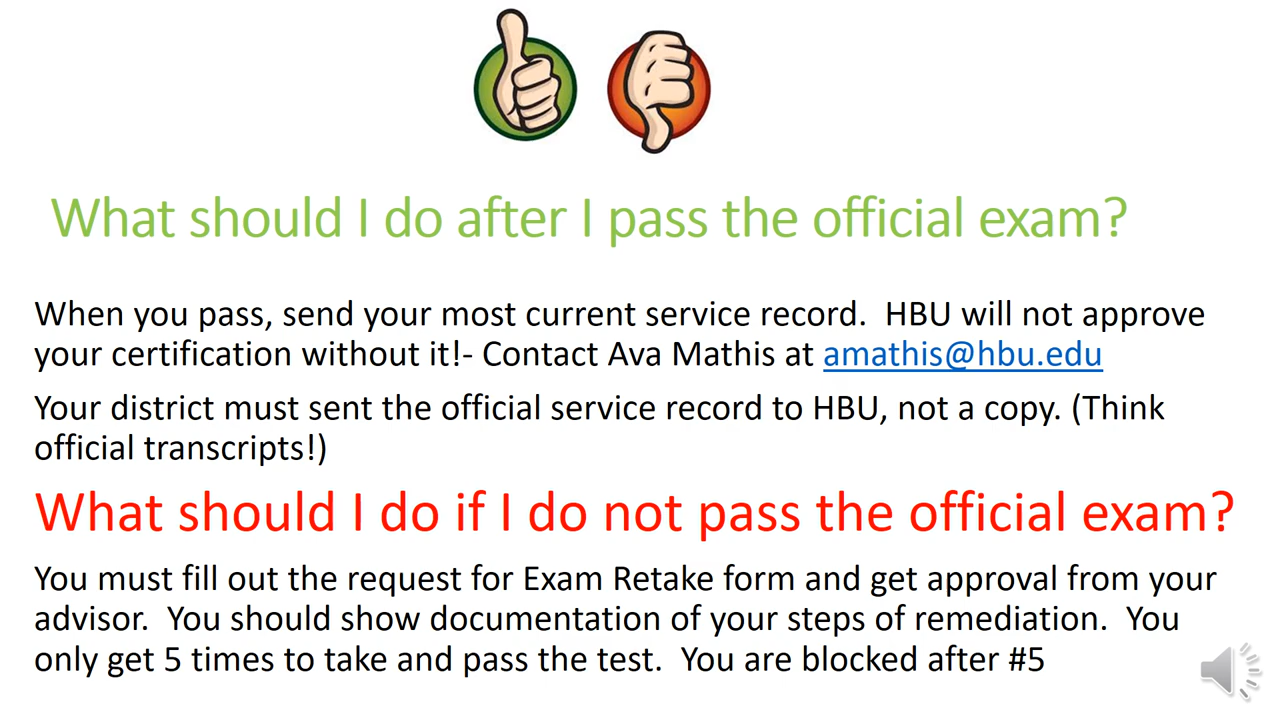 What should I do after I pass the official exam?
When you pass, send your most current service record.  HBU will not approve
your certification without it!- Contact Ava Mathis at amathis@hbu.edu
Your district must sent the official service record to HBU, not a copy. (Think
official transcripts!)
What should I do if I do not pass the official exam?
You must fill out the request for Exam Retake form and get approval from your
advisor.  You should show documentation of your steps of remediation.  You
only get 5 times to take and pass the test.  You are blocked after #5